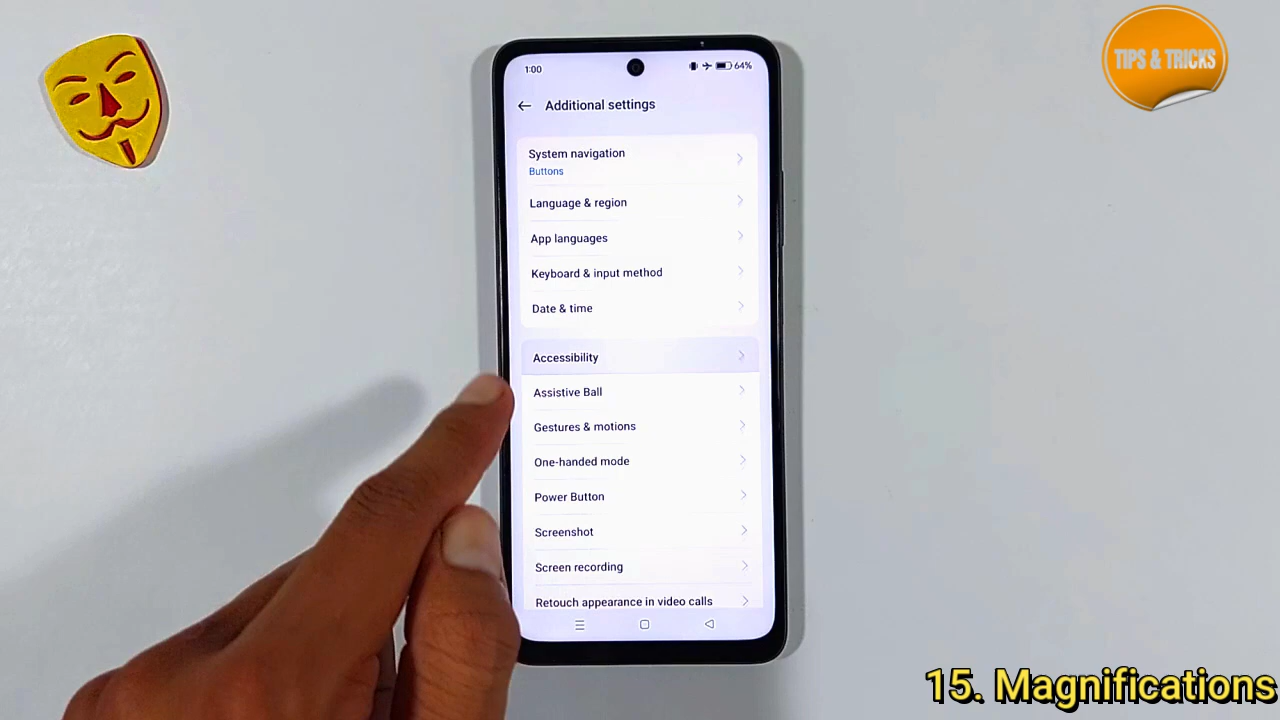 TIPS & TRICKS
1:00
64%
Additional settings
System navigation
Buttons
Language & region
App languages
Keyboard & input method
Date & time
Accessibility
Assistive Ball
Gestures & motions
One-handed mode
Power Button
Screenshot
Screen recording
Retouch appearance in video calls
15. Magnifications